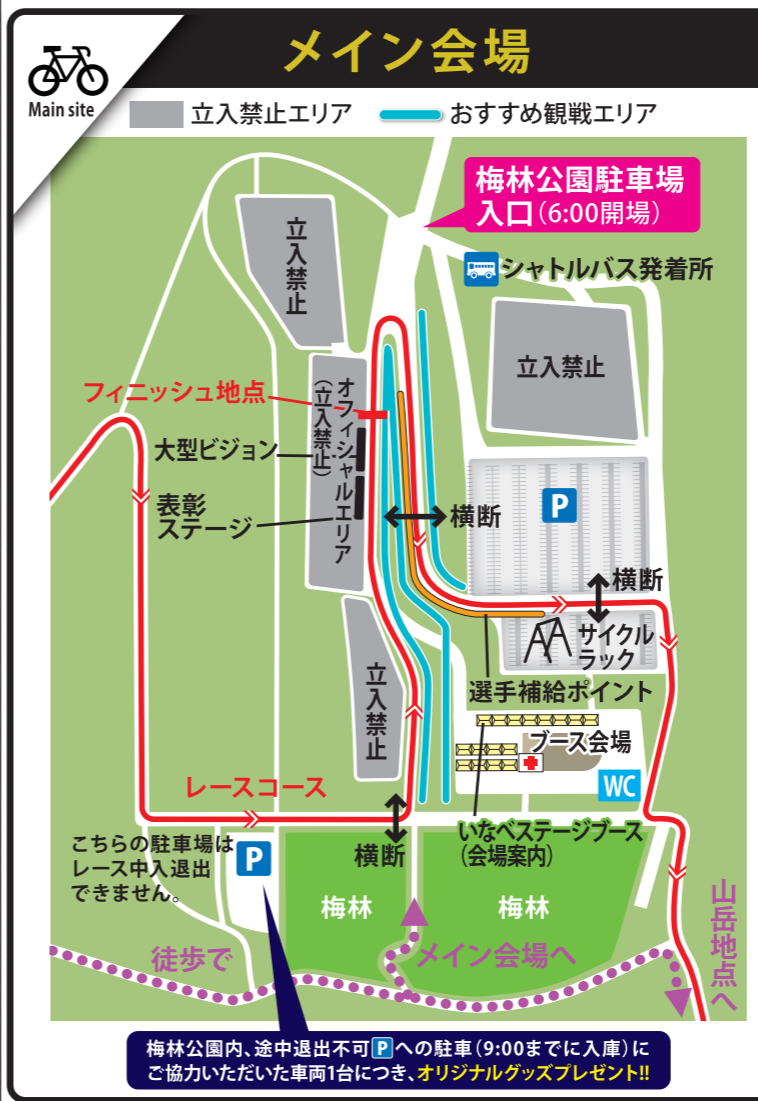 メイン会場
Main site
立入禁止エリア
おすすめ観戦エリア
梅林公園駐車場
入口(6:00開場)
シャトルバス発着所
立入禁止
立入禁止
フィニッシュ地点
オフィシャルエリア
(立入禁止)
大型ビジョン
表彰
ステージ
横断
P
横断
サイクル
ラック
選手補給ポイント
立入禁止
ブース会場
WC
レースコース
いなべステージブース
(会場案内)
横断
こちらの駐車場は
レース中入退出
できません。
P
梅林
梅林
山岳地点へ
徒歩で
メイン会場へ
梅林公園内、途中退出不可Pへの駐車(9:00までに入庫)に
ご協力いただいた車両1台につき、オリジナルグッズプレゼント!!